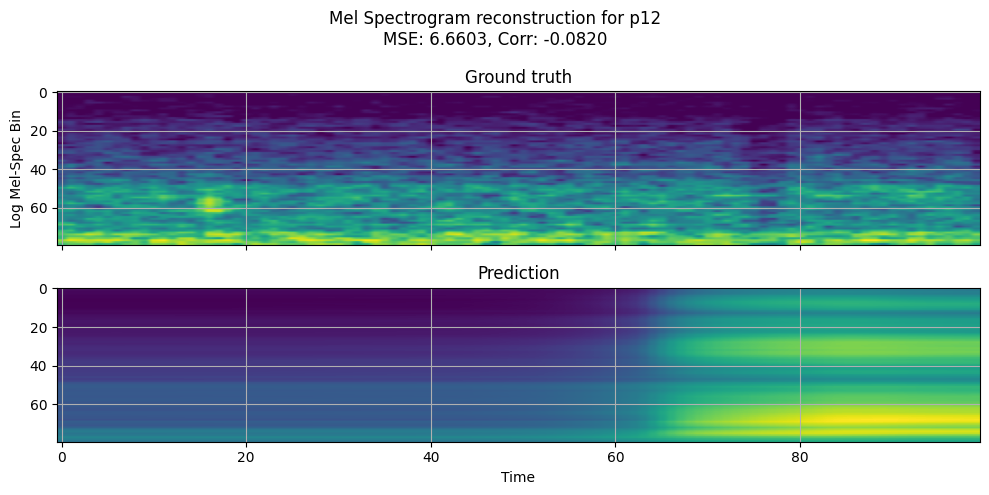 Mel Spectrogram reconstruction for p12
MSE: 6.6603, Corr: -0.0820
Ground truth
0
20
40
60
Log Mel-Spec Bin
Prediction
0
20
40
60
0 20 40 60 80
Time